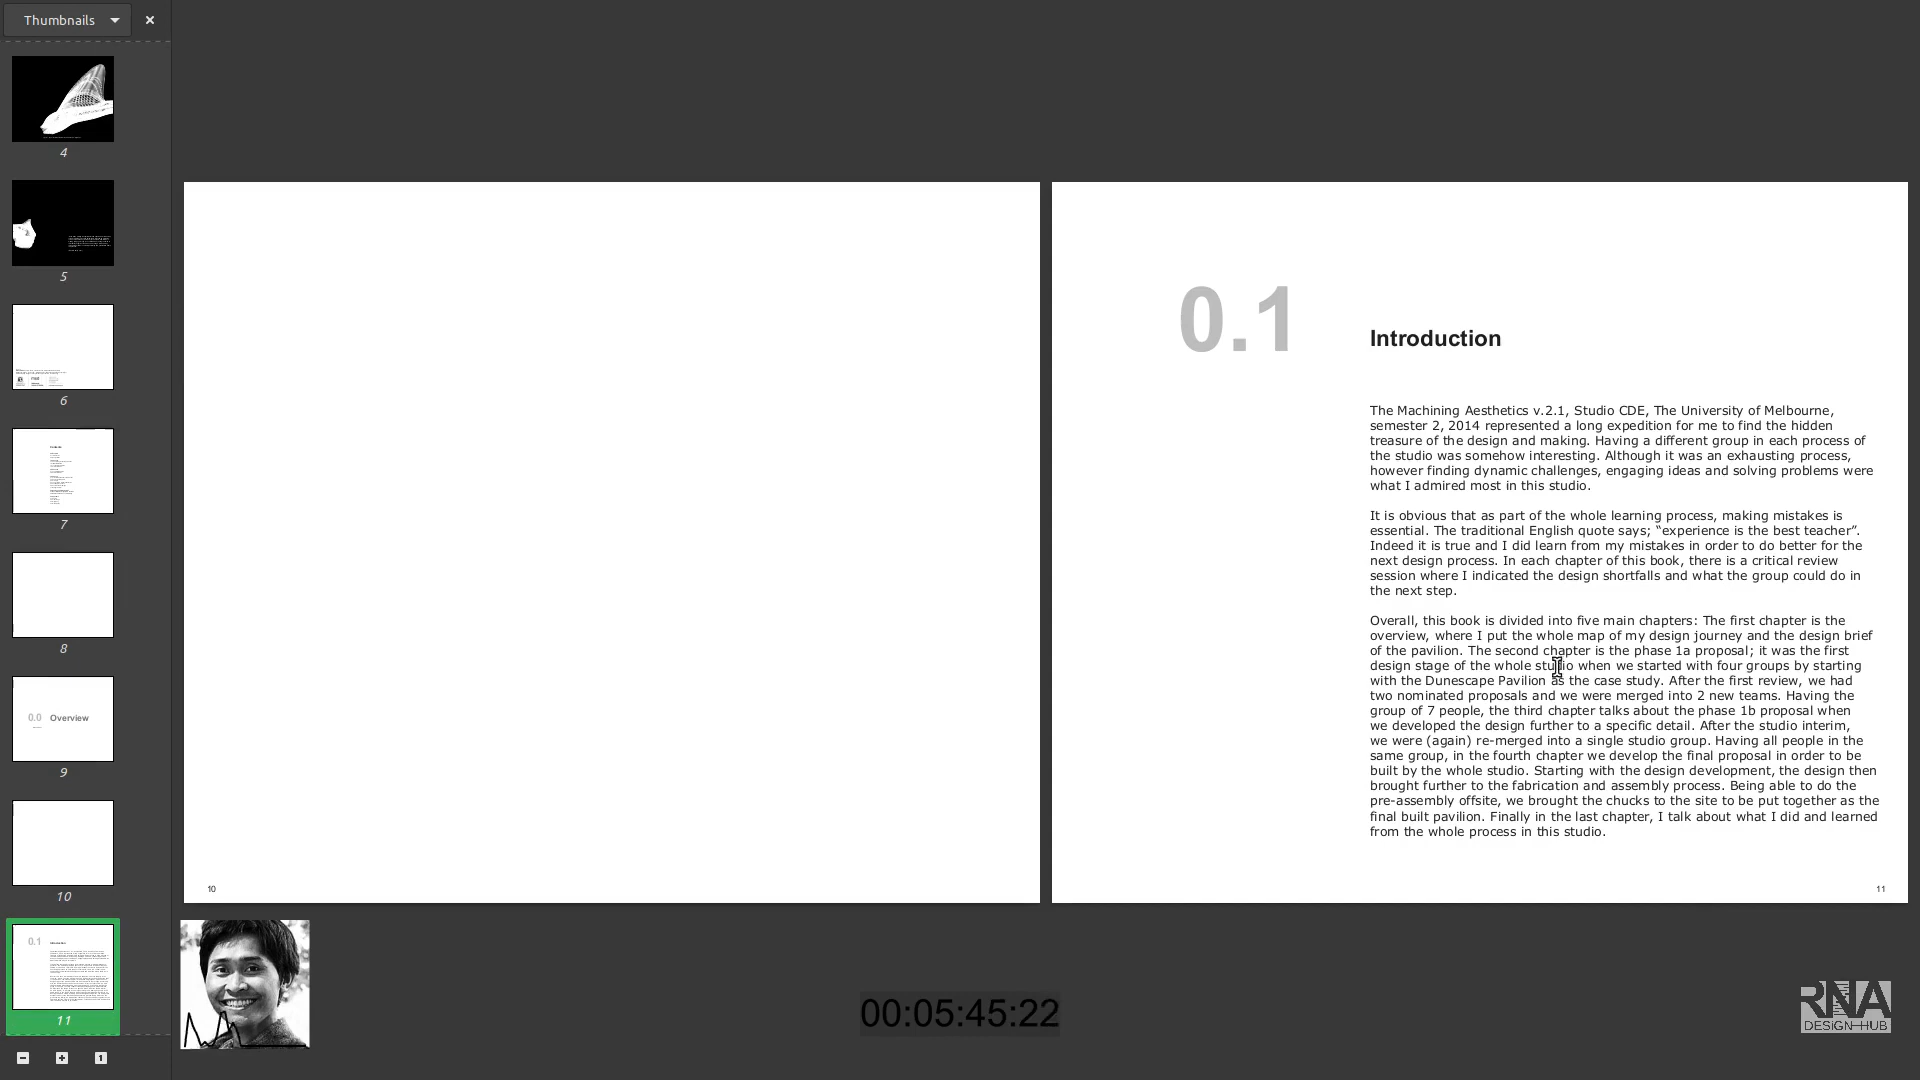 Thumbnails
4
5
6
7
8
0.0 Overview
9
10
0.1
11
10
0.1
Introduction
The Machining Aesthetics v.2.1, Studio CDE, The University of Melbourne,
semester 2, 2014 represented a long expedition for me to find the hidden
treasure of the design and making. Having a different group in each process of
the studio was somehow interesting. Although it was an exhausting process,
however finding dynamic challenges, engaging ideas and solving problems were
what I admired most in this studio.
It is obvious that as part of the whole learning process, making mistakes is
essential. The traditional English quote says; “experience is the best teacher”.
Indeed it is true and I did learn from my mistakes in order to do better for the
next design process. In each chapter of this book, there is a critical review
session where I indicated the design shortfalls and what the group could do in
the next step.
Overall, this book is divided into five main chapters: The first chapter is the
overview, where I put the whole map of my design journey and the design brief
of the pavilion. The second chapter is the phase 1a proposal; it was the first
design stage of the whole studio when we started with four groups by starting
with the Dunescape Pavilion as the case study. After the first review, we had
two nominated proposals and we were merged into 2 new teams. Having the
group of 7 people, the third chapter talks about the phase 1b proposal when
we developed the design further to a specific detail. After the studio interim,
we were (again) re-merged into a single studio group. Having all people in the
same group, in the fourth chapter we develop the final proposal in order to be
built by the whole studio. Starting with the design development, the design then
brought further to the fabrication and assembly process. Being able to do the
pre-assembly offsite, we brought the chucks to the site to be put together as the
final built pavilion. Finally in the last chapter, I talk about what I did and learned
from the whole process in this studio.
11
00:05:45:22
RNA
DESIGN-HUB